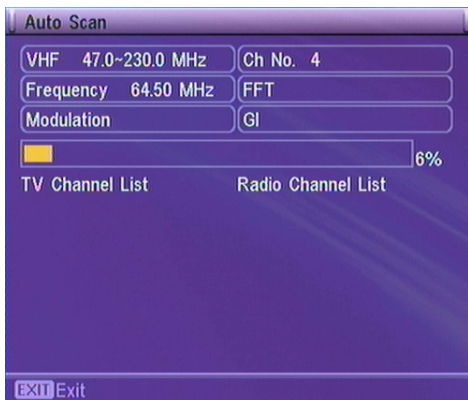 Auto Scan
VHF 47.0~230.0 MHz Ch No. 4
Frequency 64.50 MHz FFT
Modulation GI
6%
TV Channel List Radio Channel List
EXIT Exit